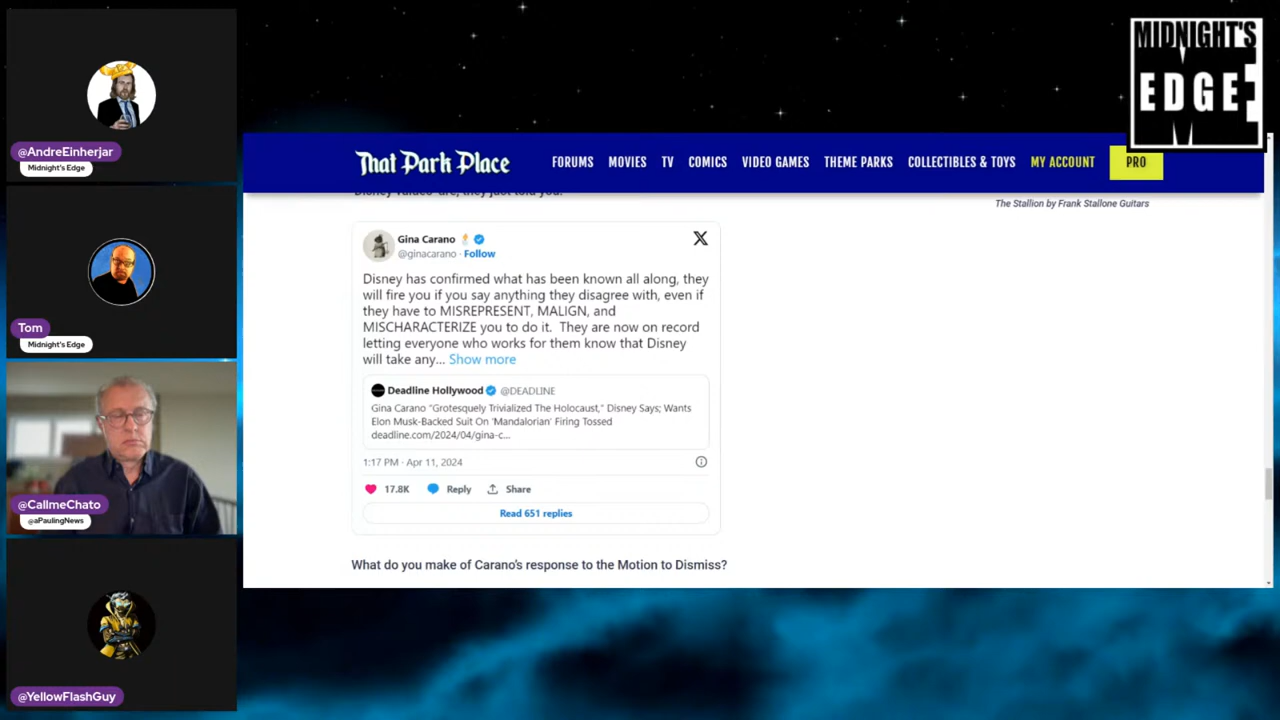 @AndreEinherjar
Midnight's Edge
Tom
Midnight's Edge
@CallmeChato
@aPaulingNews
@YellowFlashGuy
MIDNIGHT'S
EDGE
That Park Place
FORUMS
MOVIES
TV
COMICS
VIDEO GAMES
THEME PARKS
COLLECTIBLES & TOYS
MY ACCOUNT
PRO
The Stallion by Frank Stallone Guitars
Gina Carano
@ginacarano · Follow
Disney has confirmed what has been known all along, they
will fire you if you say anything they disagree with, even if
they have to MISREPRESENT, MALIGN, and
MISCHARACTERIZE you to do it. They are now on record
letting everyone who works for them know that Disney
will take any... Show more
Deadline Hollywood @DEADLINE
Gina Carano "Grotesquely Trivialized The Holocaust," Disney Says; Wants
Elon Musk-Backed Suit On 'Mandalorian' Firing Tossed
deadline.com/2024/04/gina-c...
1:17 PM · Apr 11, 2024
17.8K Reply Share
Read 651 replies
What do you make of Carano's response to the Motion to Dismiss?